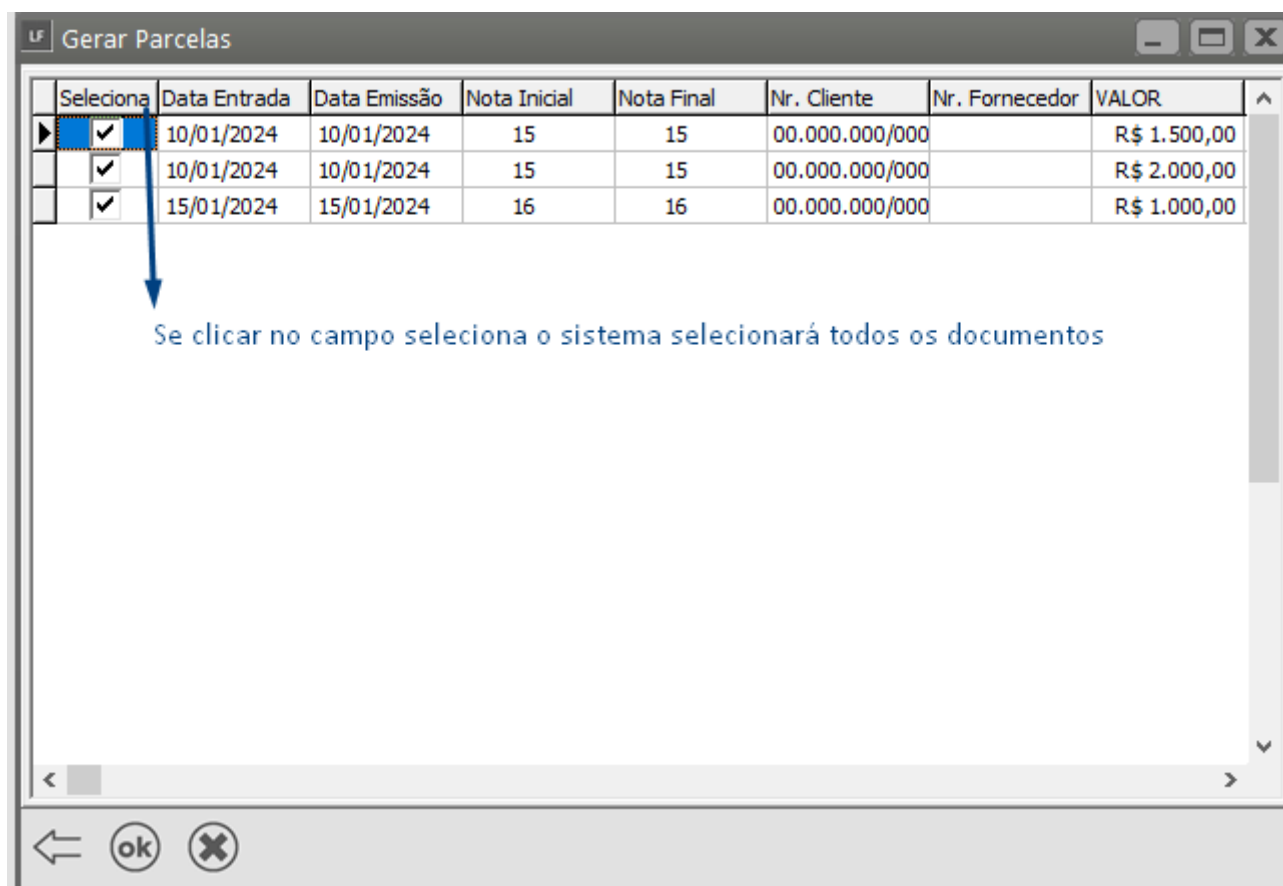 LF Gerar Parcelas
Seleciona Data Entrada Data Emissão Nota Inicial Nota Final Nr. Cliente Nr. Fornecedor VALOR
10/01/2024 10/01/2024 15 15 00.000.000/000 R$ 1.500,00
10/01/2024 10/01/2024 15 15 00.000.000/000 R$ 2.000,00
15/01/2024 15/01/2024 16 16 00.000.000/000 R$ 1.000,00
Se clicar no campo seleciona o sistema selecionará todos os documentos
ok